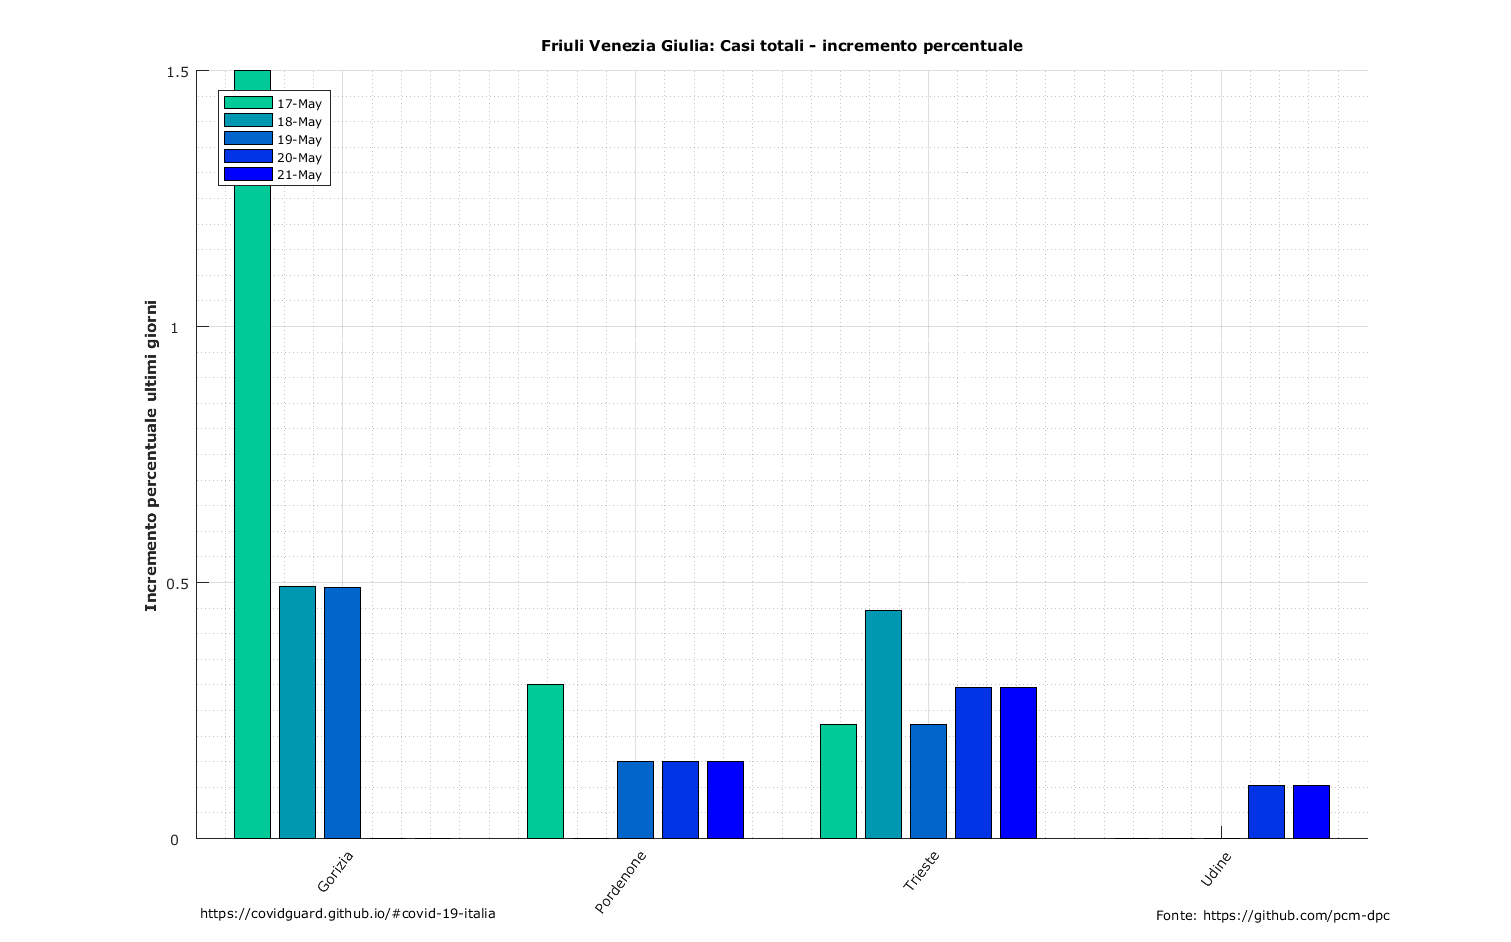 Friuli Venezia Giulia: Casi totali - incremento percentuale
1.5
17-May
18-May
19-May
20-May
21-May
1
0.5
0
Incremento percentuale ultimi giorni
Gorizia
Pordenone
Trieste
Udine
https://covidguard.github.io/#covid-19-italia
Fonte: https://github.com/pcm-dpc